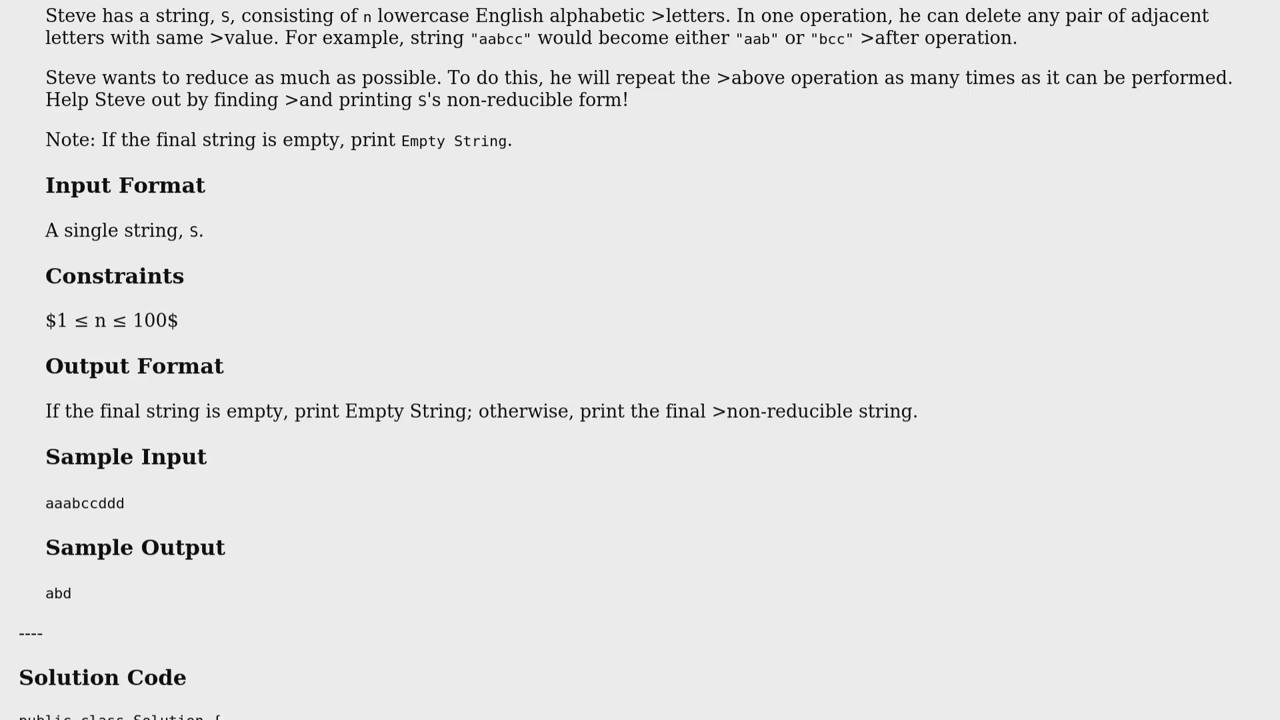 Steve has a string, S, consisting of n lowercase English alphabetic >letters. In one operation, he can delete any pair of adjacent
letters with same >value. For example, string "aabcc" would become either "aab" or "bcc" >after operation.
Steve wants to reduce as much as possible. To do this, he will repeat the >above operation as many times as it can be performed.
Help Steve out by finding >and printing S's non-reducible form!
Note: If the final string is empty, print Empty String.
Input Format
A single string, S.
Constraints
$1 ≤ n ≤ 100$
Output Format
If the final string is empty, print Empty String; otherwise, print the final >non-reducible string.
Sample Input
aaabccddd
Sample Output
abd
----
Solution Code
public class Solution {